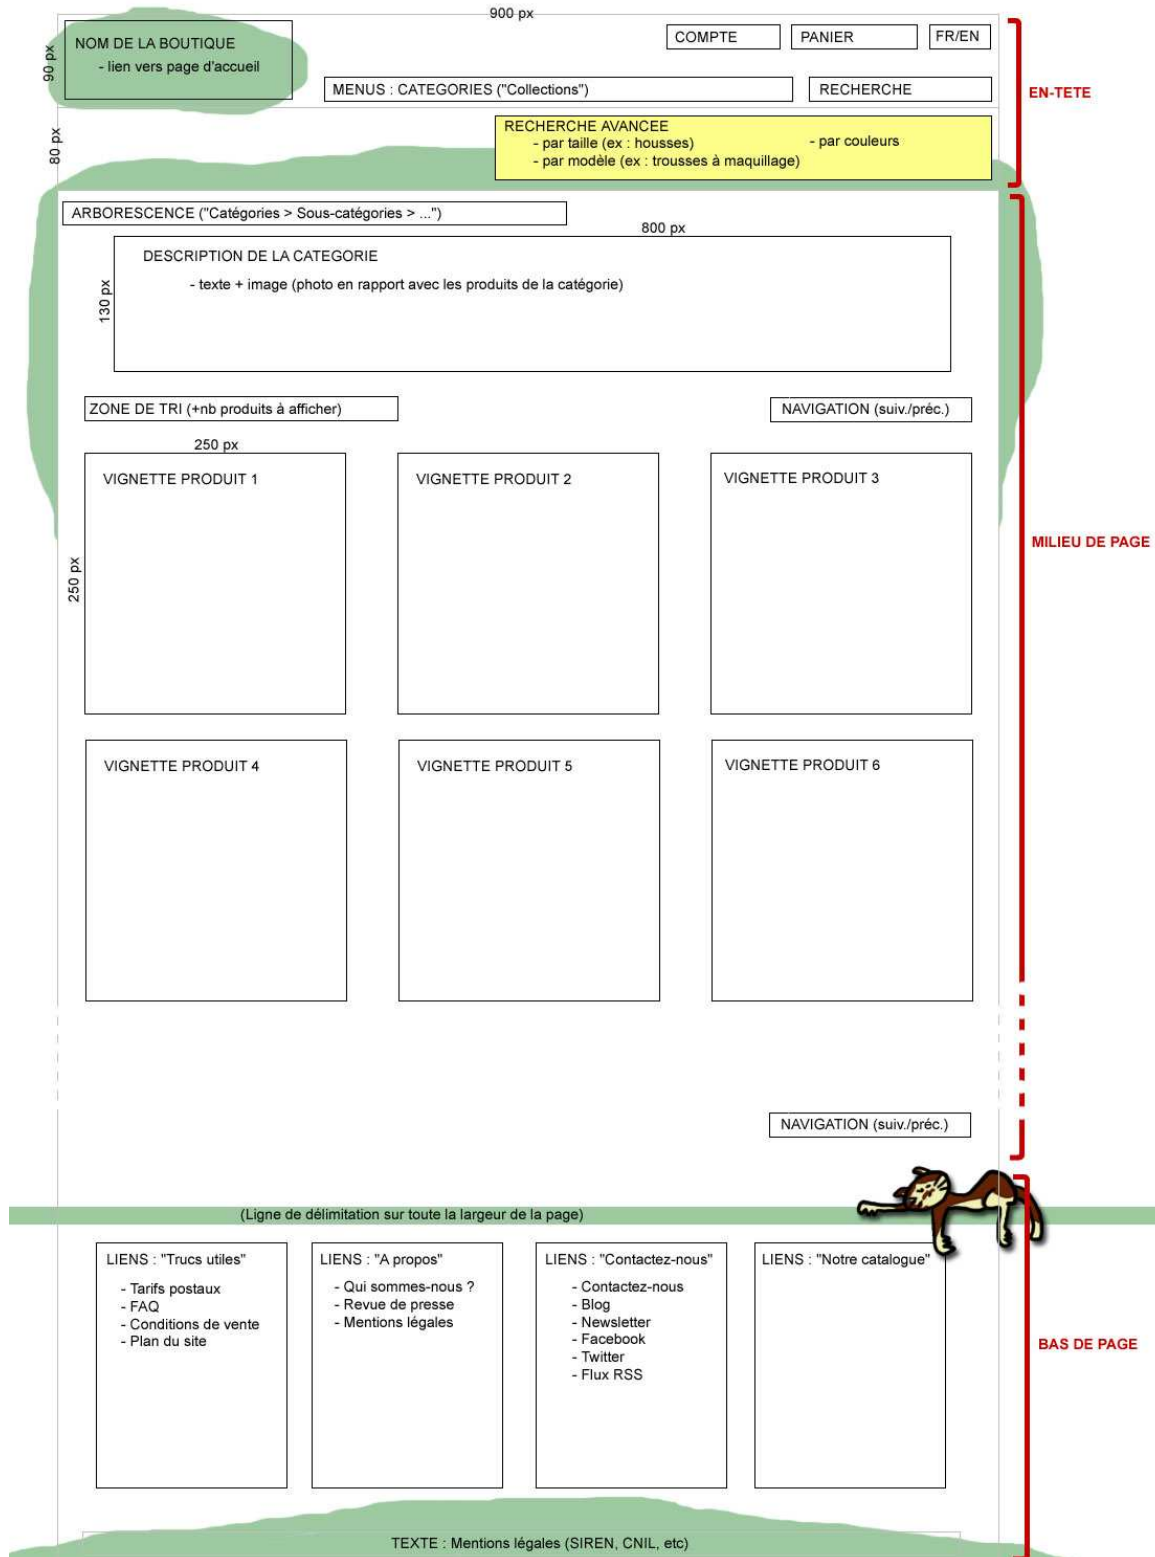 900 px
90 px
NOM DE LA BOUTIQUE
- lien vers page d'accueil
COMPTE
PANIER
FR/EN
MENUS : CATEGORIES ("Collections")
RECHERCHE
EN-TETE
80 px
RECHERCHE AVANCEE
- par taille (ex : housses)
- par couleurs
- par modèle (ex : trousses à maquillage)
ARBORESCENCE ("Catégories > Sous-catégories > ...")
800 px
130 px
DESCRIPTION DE LA CATEGORIE
- texte + image (photo en rapport avec les produits de la catégorie)
ZONE DE TRI (+nb produits à afficher)
NAVIGATION (suiv./préc.)
250 px
VIGNETTE PRODUIT 1
VIGNETTE PRODUIT 2
VIGNETTE PRODUIT 3
250 px
MILIEU DE PAGE
VIGNETTE PRODUIT 4
VIGNETTE PRODUIT 5
VIGNETTE PRODUIT 6
NAVIGATION (suiv./préc.)
(Ligne de délimitation sur toute la largeur de la page)
LIENS : "Trucs utiles"
- Tarifs postaux
- FAQ
- Conditions de vente
- Plan du site
LIENS : "A propos"
- Qui sommes-nous ?
- Revue de presse
- Mentions légales
LIENS : "Contactez-nous"
- Contactez-nous
- Blog
- Newsletter
- Facebook
- Twitter
- Flux RSS
LIENS : "Notre catalogue"
BAS DE PAGE
TEXTE : Mentions légales (SIREN, CNIL, etc)